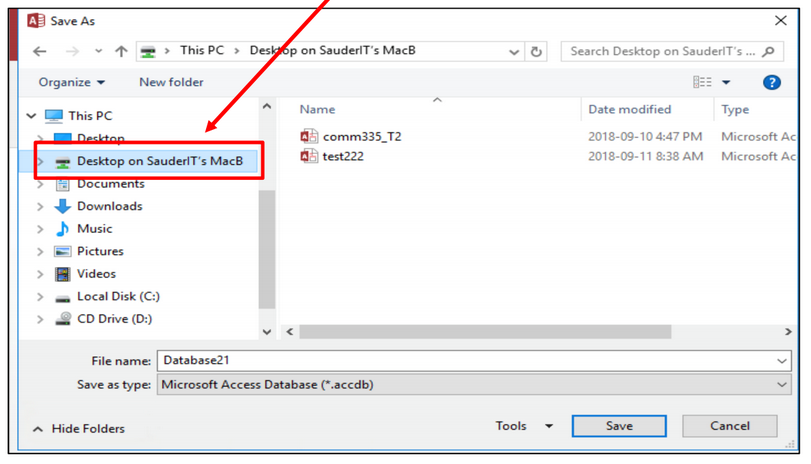 Save As
This PC > Desktop on SauderIT's MacB
Search Desktop on SauderIT's ...
Organize
New folder
This PC
Desktop
Desktop on SauderIT's MacB
Documents
Downloads
Music
Pictures
Videos
Local Disk (C:)
CD Drive (D:)
Name Date modified Type
comm335_T2 2018-09-10 4:47 PM Microsoft Ac
test222 2018-09-11 8:38 AM Microsoft Ac
File name: Database21
Save as type: Microsoft Access Database (*.accdb)
Hide Folders Tools Save Cancel